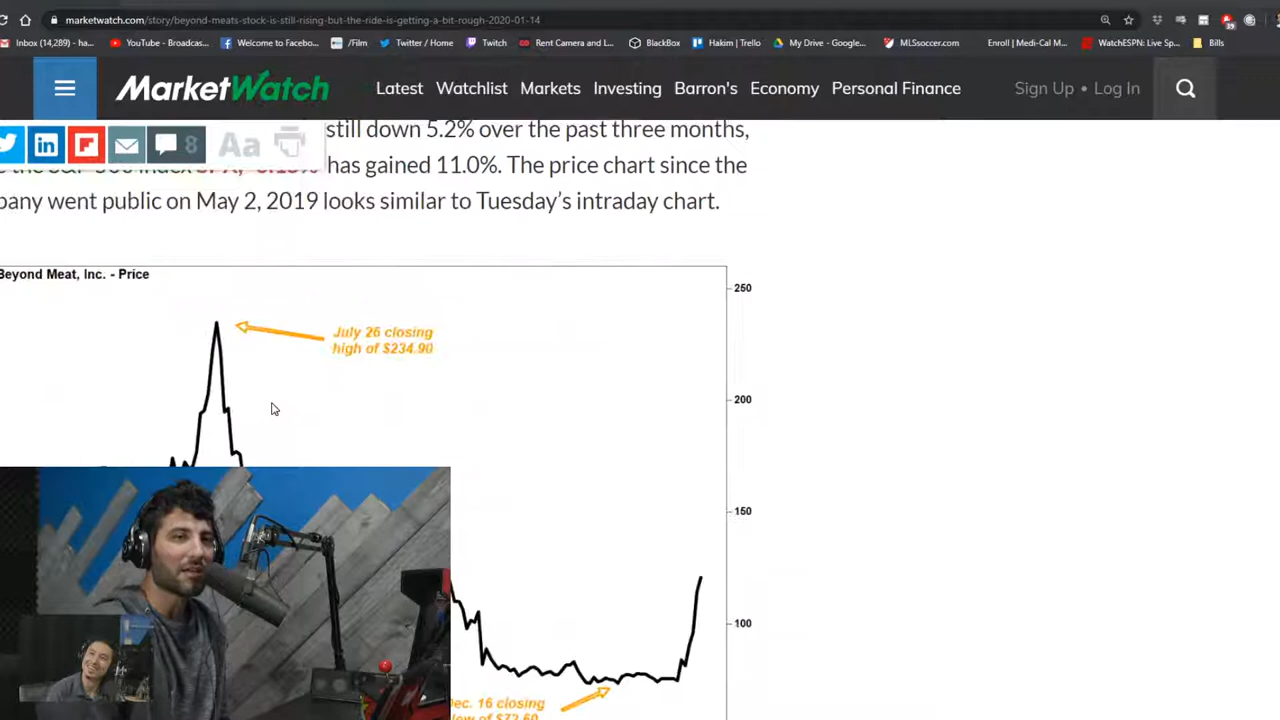 marketwatch.com/story/beyond-meats-stock-is-still-rising-but-the-ride-is-getting-a-bit-rough-2020-01-14
Inbox (14,289) - ha... YouTube - Broadcas... Welcome to Facebo... /Film Twitter / Home Twitch Rent Camera and L... BlackBox Hakim | Trello My Drive - Google... MLSsoccer.com Enroll | Medi-Cal M... WatchESPN: Live Sp... Bills
MarketWatch Latest Watchlist Markets Investing Barron's Economy Personal Finance Sign Up • Log In
still down 5.2% over the past three months,
8 Aa
has gained 11.0%. The price chart since the
pany went public on May 2, 2019 looks similar to Tuesday's intraday chart.
Beyond Meat, Inc. - Price
250
July 26 closing
high of $234.90
200
150
100
Dec. 16 closing
low of $72.60